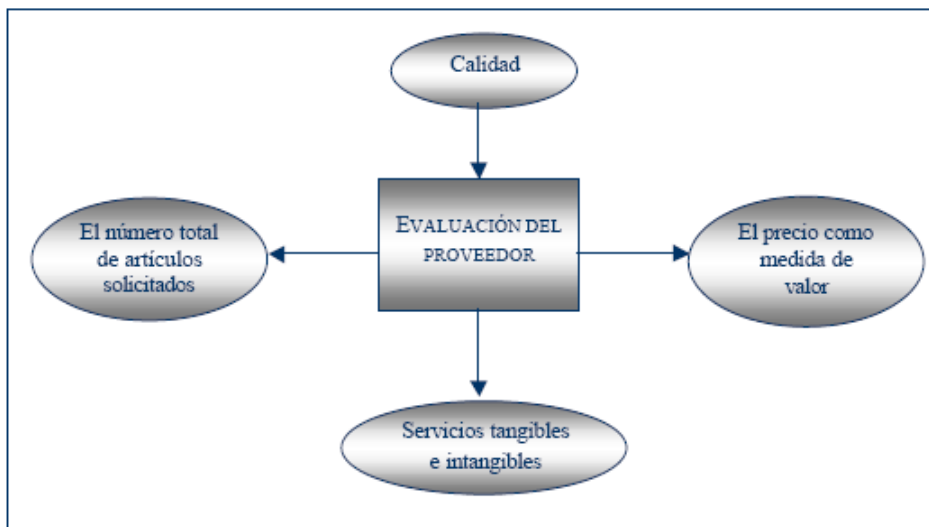 Calidad
EVALUACIÓN DEL
PROVEEDOR
El número total
de artículos
solicitados
El precio como
medida de
valor
Servicios tangibles
e intangibles